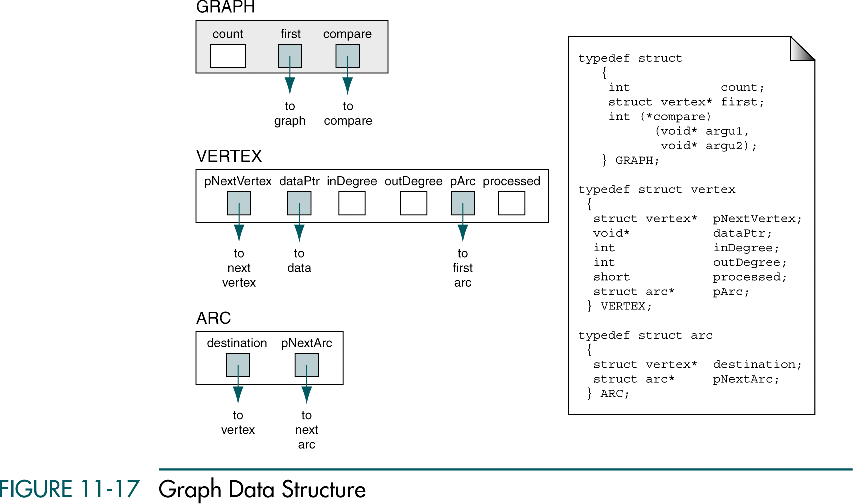 GRAPH
count first compare
to
graph
to
compare
VERTEX
pNextVertex dataPtr inDegree outDegree pArc processed
to
next
vertex
to
data
to
first
arc
ARC
destination pNextArc
to
vertex
to
next
arc
typedef struct
{
int count;
struct vertex* first;
int (*compare)
(void* argu1,
void* argu2);
} GRAPH;
typedef struct vertex
{
struct vertex* pNextVertex;
void* dataPtr;
int inDegree;
int outDegree;
short processed;
struct arc* pArc;
} VERTEX;
typedef struct arc
{
struct vertex* destination;
struct arc* pNextArc;
} ARC;
FIGURE 11-17 Graph Data Structure